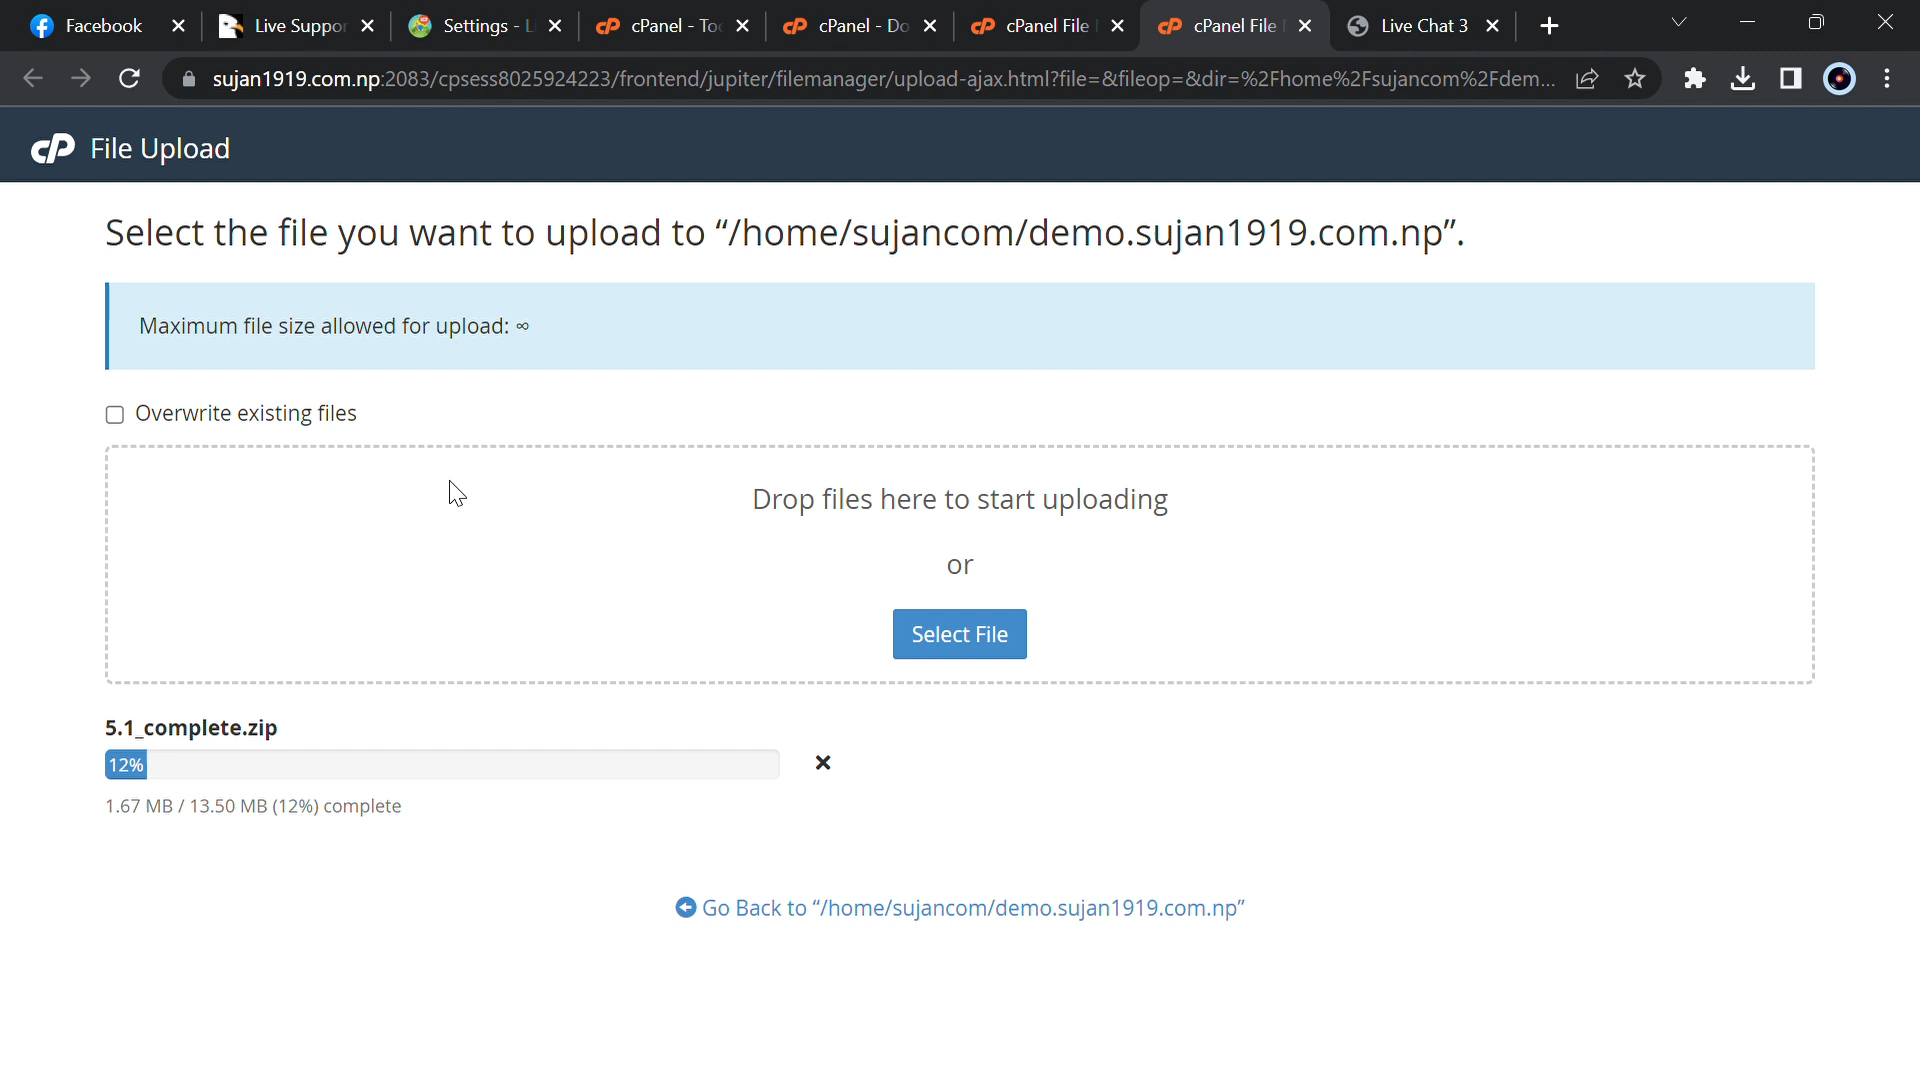 Facebook
Live Suppor
Settings - L
cPanel - Too
cPanel - Do
cPanel File
cPanel File
Live Chat 3
sujan1919.com.np:2083/cpsess8025924223/frontend/jupiter/filemanager/upload-ajax.html?file=&fileop=&dir=%2Fhome%2Fsujancom%2Fdem...
cP File Upload
Select the file you want to upload to “/home/sujancom/demo.sujan1919.com.np”.
Maximum file size allowed for upload: ∞
Overwrite existing files
Drop files here to start uploading
or
Select File
5.1_complete.zip
12%
1.67 MB / 13.50 MB (12%) complete
Go Back to “/home/sujancom/demo.sujan1919.com.np”